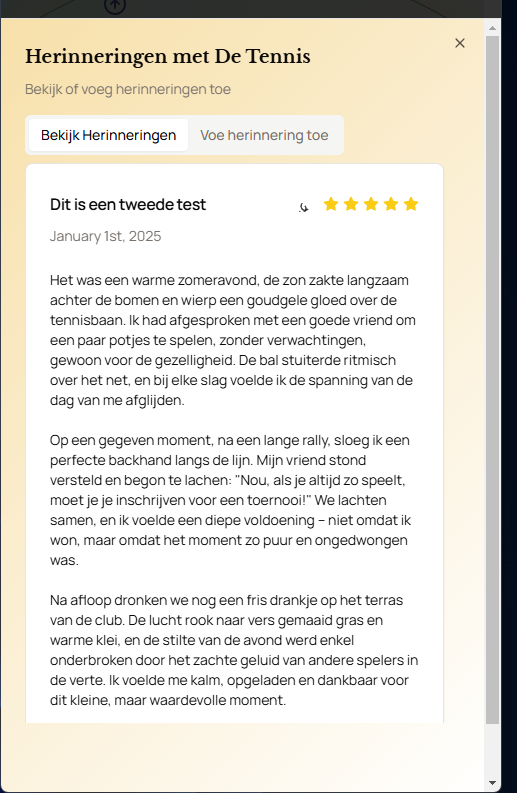 Herinneringen met De Tennis
Bekijk of voeg herinneringen toe
Bekijk Herinneringen
Voe herinnering toe
Dit is een tweede test
January 1st, 2025
Het was een warme zomeravond, de zon zakte langzaam
achter de bomen en wierp een goudgele gloed over de
tennisbaan. Ik had afgesproken met een goede vriend om
een paar potjes te spelen, zonder verwachtingen,
gewoon voor de gezelligheid. De bal stuiterde ritmisch
over het net, en bij elke slag voelde ik de spanning van de
dag van me afglijden.
Op een gegeven moment, na een lange rally, sloeg ik een
perfecte backhand langs de lijn. Mijn vriend stond
versteld en begon te lachen: "Nou, als je altijd zo speelt,
moet je je inschrijven voor een toernooi!" We lachten
samen, en ik voelde een diepe voldoening – niet omdat ik
won, maar omdat het moment zo puur en ongedwongen
was.
Na afloop dronken we nog een fris drankje op het terras
van de club. De lucht rook naar vers gemaaid gras en
warme klei, en de stilte van de avond werd enkel
onderbroken door het zachte geluid van andere spelers in
de verte. Ik voelde me kalm, opgeladen en dankbaar voor
dit kleine, maar waardevolle moment.